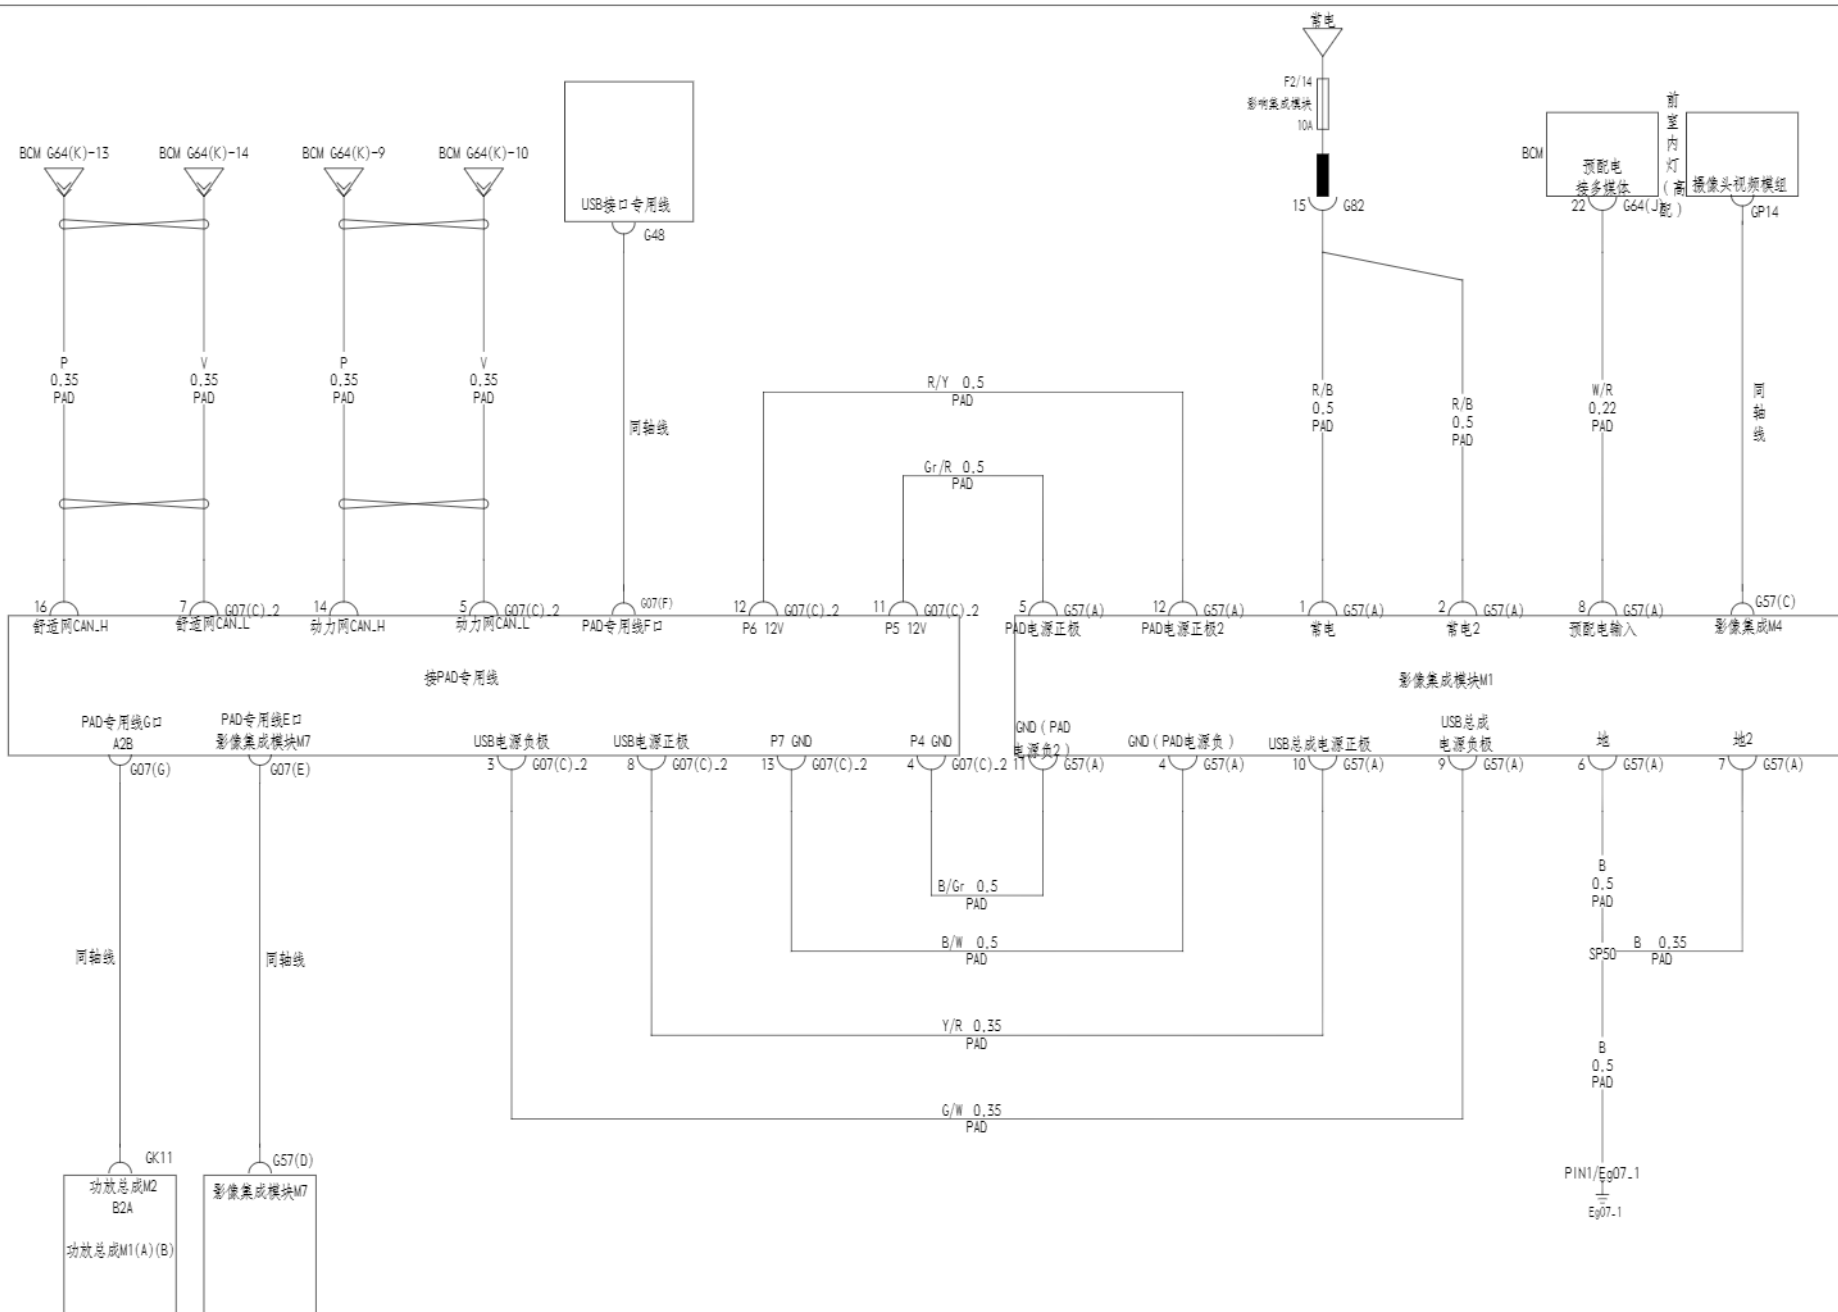 常电
F2/14
影响集成模块
10A
15 G82
BCM G64(K)-13
BCM G64(K)-14
BCM G64(K)-9
BCM G64(K)-10
USB接口专用线
G48
BCM
预配电
接多媒体
22 G64(J)
前室内灯(高配)
摄像头视频模组
GP14
P
0.35
PAD
V
0.35
PAD
P
0.35
PAD
V
0.35
PAD
同轴线
R/Y 0.5
PAD
Gr/R 0.5
PAD
R/B
0.5
PAD
R/B
0.5
PAD
W/R
0.22
PAD
同轴线
16
舒适网CAN_H
7 G07(C)_2
舒适网CAN_L
14
动力网CAN_H
5 G07(C)_2
动力网CAN_L
G07(F)
PAD专用线F口
12 G07(C)_2
P6 12V
11 G07(C)_2
P5 12V
5 G57(A)
PAD电源正极
12 G57(A)
PAD电源正极2
1 G57(A)
常电
2 G57(A)
常电2
8 G57(A)
预配电输入
G57(C)
影像集成M4
接PAD专用线
影像集成模块M1
PAD专用线G口
A2B
G07(G)
PAD专用线E口
影像集成模块M7
G07(E)
USB电源负极
3 G07(C)_2
USB电源正极
8 G07(C)_2
P7 GND
13 G07(C)_2
P4 GND
4 G07(C)_2
GND(PAD
电源负2)
11 G57(A)
GND(PAD电源负)
4 G57(A)
USB总成电源正极
10 G57(A)
USB总成
电源负极
9 G57(A)
地
6 G57(A)
地2
7 G57(A)
同轴线
同轴线
B/Gr 0.5
PAD
B/W 0.5
PAD
Y/R 0.35
PAD
G/W 0.35
PAD
B
0.5
PAD
SP50
B 0.35
PAD
B
0.5
PAD
PIN1/Eg07_1
Eg07-1
GK11
功放总成M2
B2A
功放总成M1(A)(B)
G57(D)
影像集成模块M7